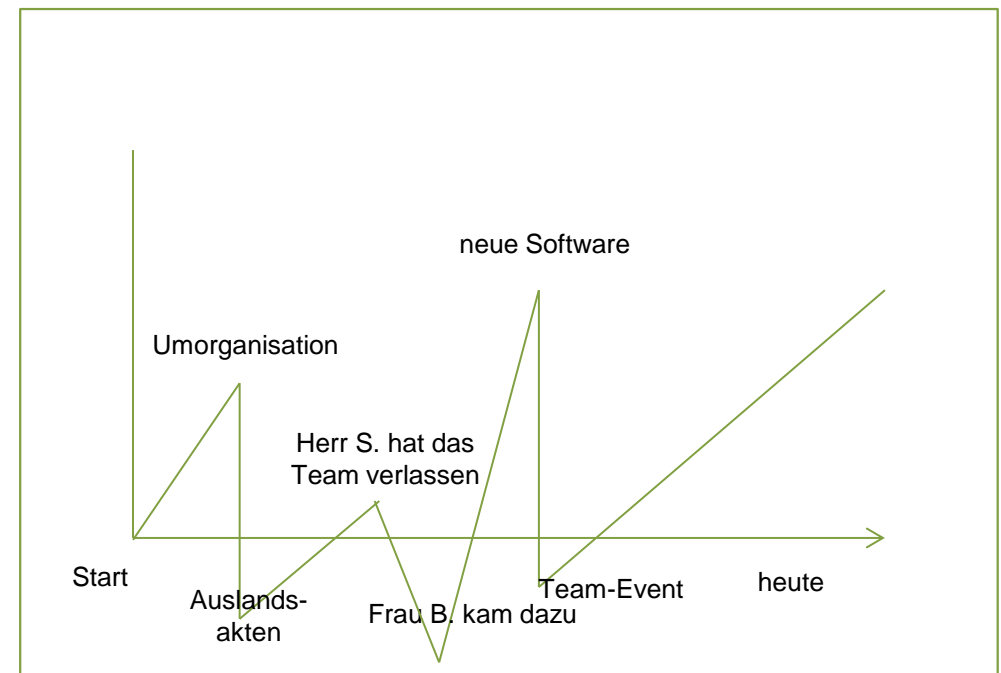 neue Software
Umorganisation
Herr S. hat das
Team verlassen
Start
Auslands-
akten
Frau B. kam dazu
Team-Event
heute